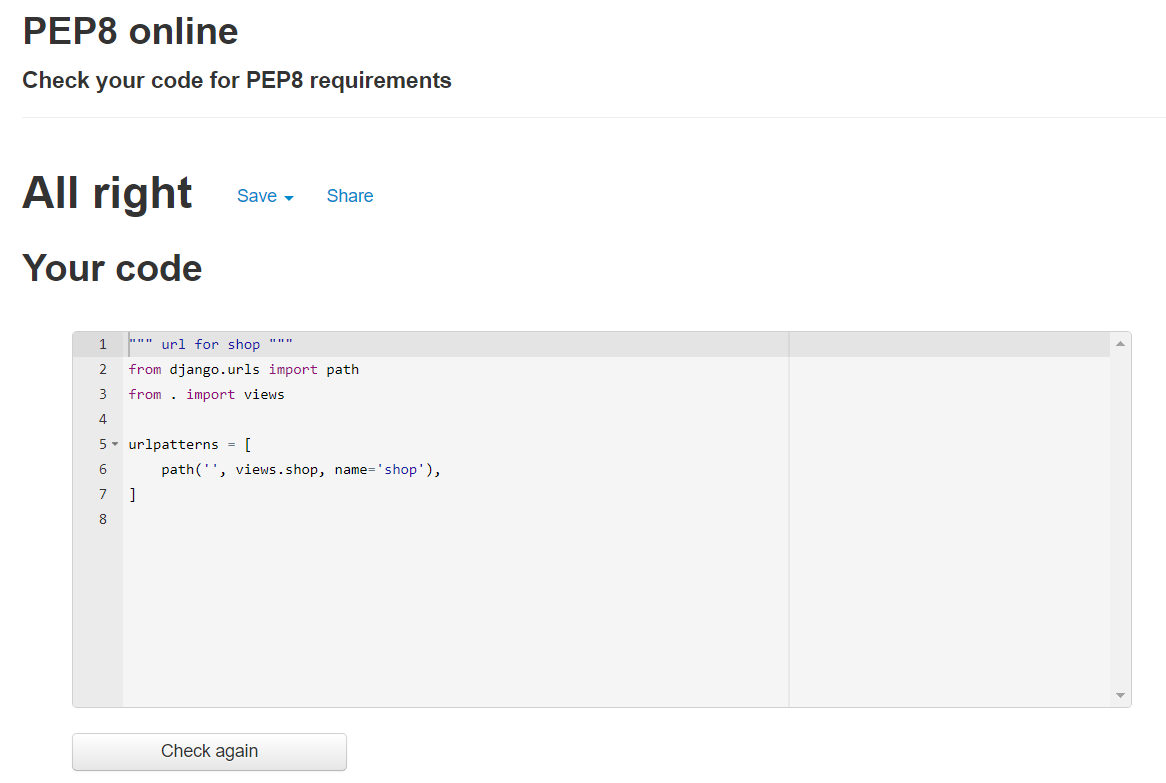 PEP8 online
Check your code for PEP8 requirements
All right Save Share
Your code
1 """ url for shop """
2 from django.urls import path
3 from . import views
4
5 urlpatterns = [
6     path('', views.shop, name='shop'),
7 ]
8
Check again